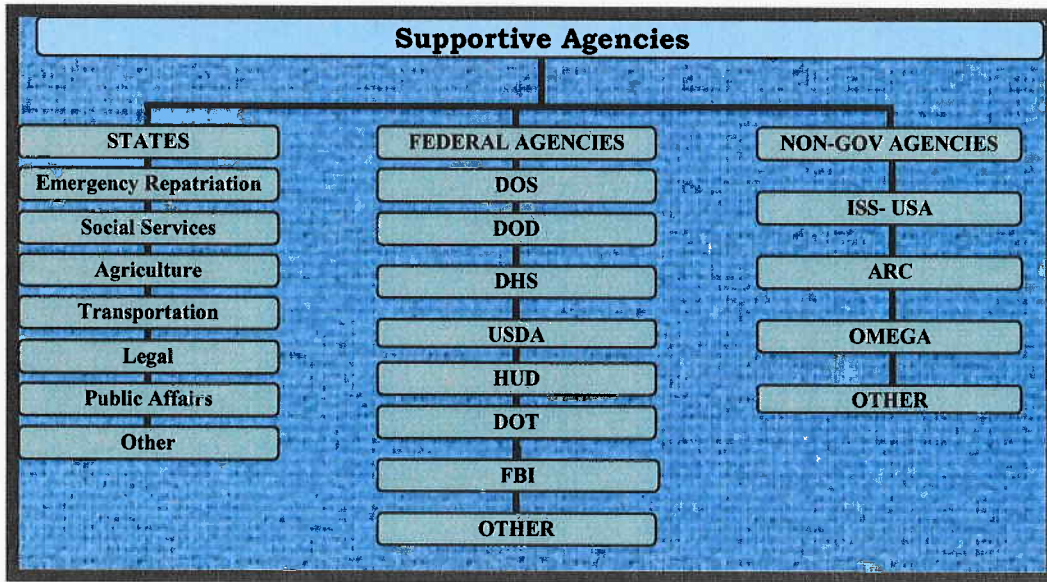 Supportive Agencies
STATES
Emergency Repatriation
Social Services
Agriculture
Transportation
Legal
Public Affairs
Other
FEDERAL AGENCIES
DOS
DOD
DHS
USDA
HUD
DOT
FBI
OTHER
NON-GOV AGENCIES
ISS- USA
ARC
OMEGA
OTHER